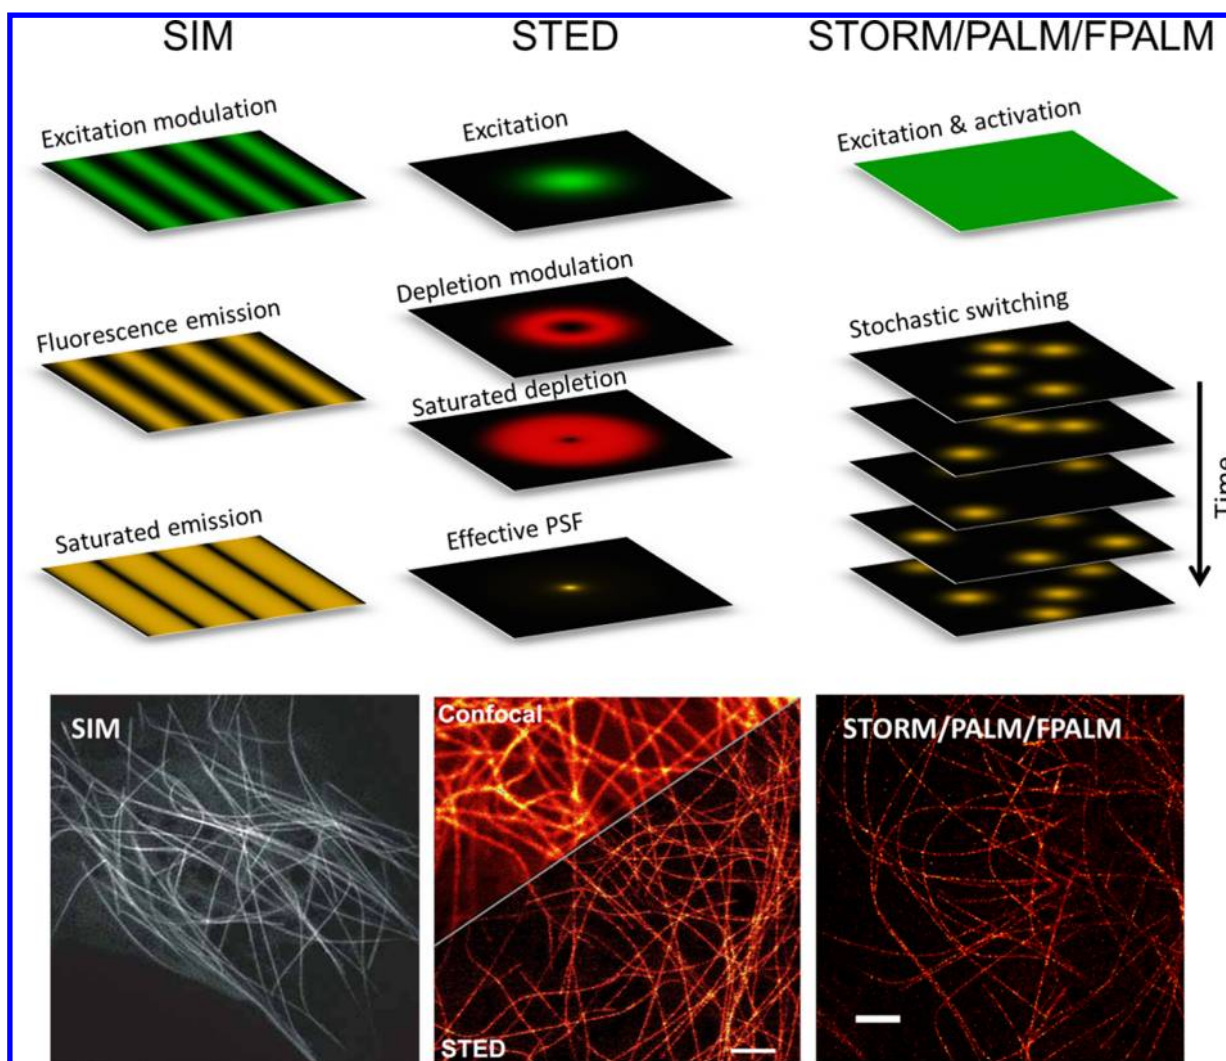 SIM
STED
STORM/PALM/FPALM
Excitation modulation
Excitation
Excitation & activation
Fluorescence emission
Depletion modulation
Stochastic switching
Saturated depletion
Time
Saturated emission
Effective PSF
SIM
Confocal
STORM/PALM/FPALM
STED